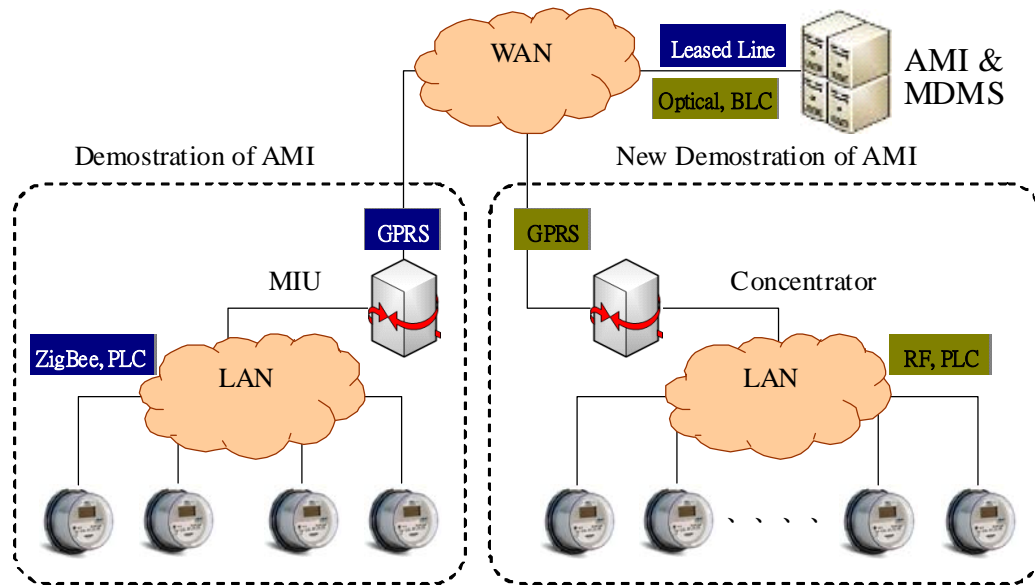 WAN
Leased Line
Optical, BLC
AMI &
MDMS
Demostration of AMI
New Demostration of AMI
GPRS
GPRS
MIU
Concentrator
ZigBee, PLC
LAN
LAN
RF, PLC
、、、、